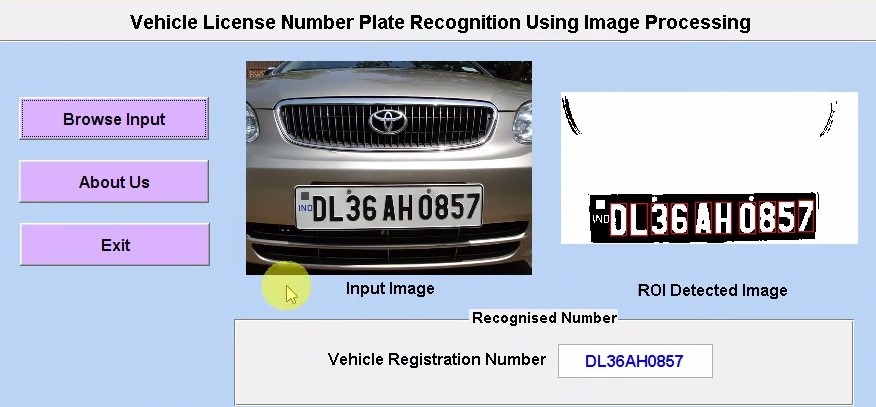 Vehicle License Number Plate Recognition Using Image Processing
Browse Input
About Us
Exit
IND DL36AH0857
Input Image
IND DL36AH0857
ROI Detected Image
Recognised Number
Vehicle Registration Number DL36AH0857